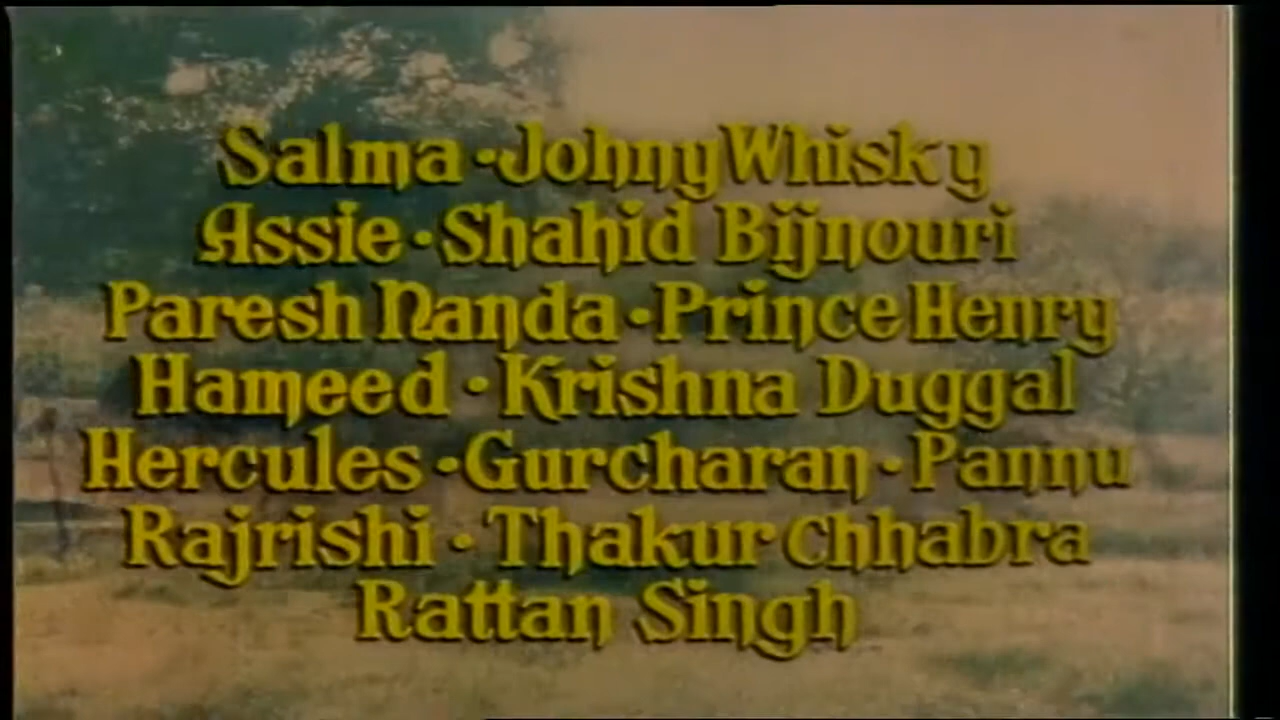 Salma · Johny Whisky
Assie · Shahid Bijnouri
Paresh Nanda · Prince Henry
Hameed · Krishna Duggal
Hercules · Gurcharan · Pannu
Rajrishi · Thakur Chhabra
Rattan Singh